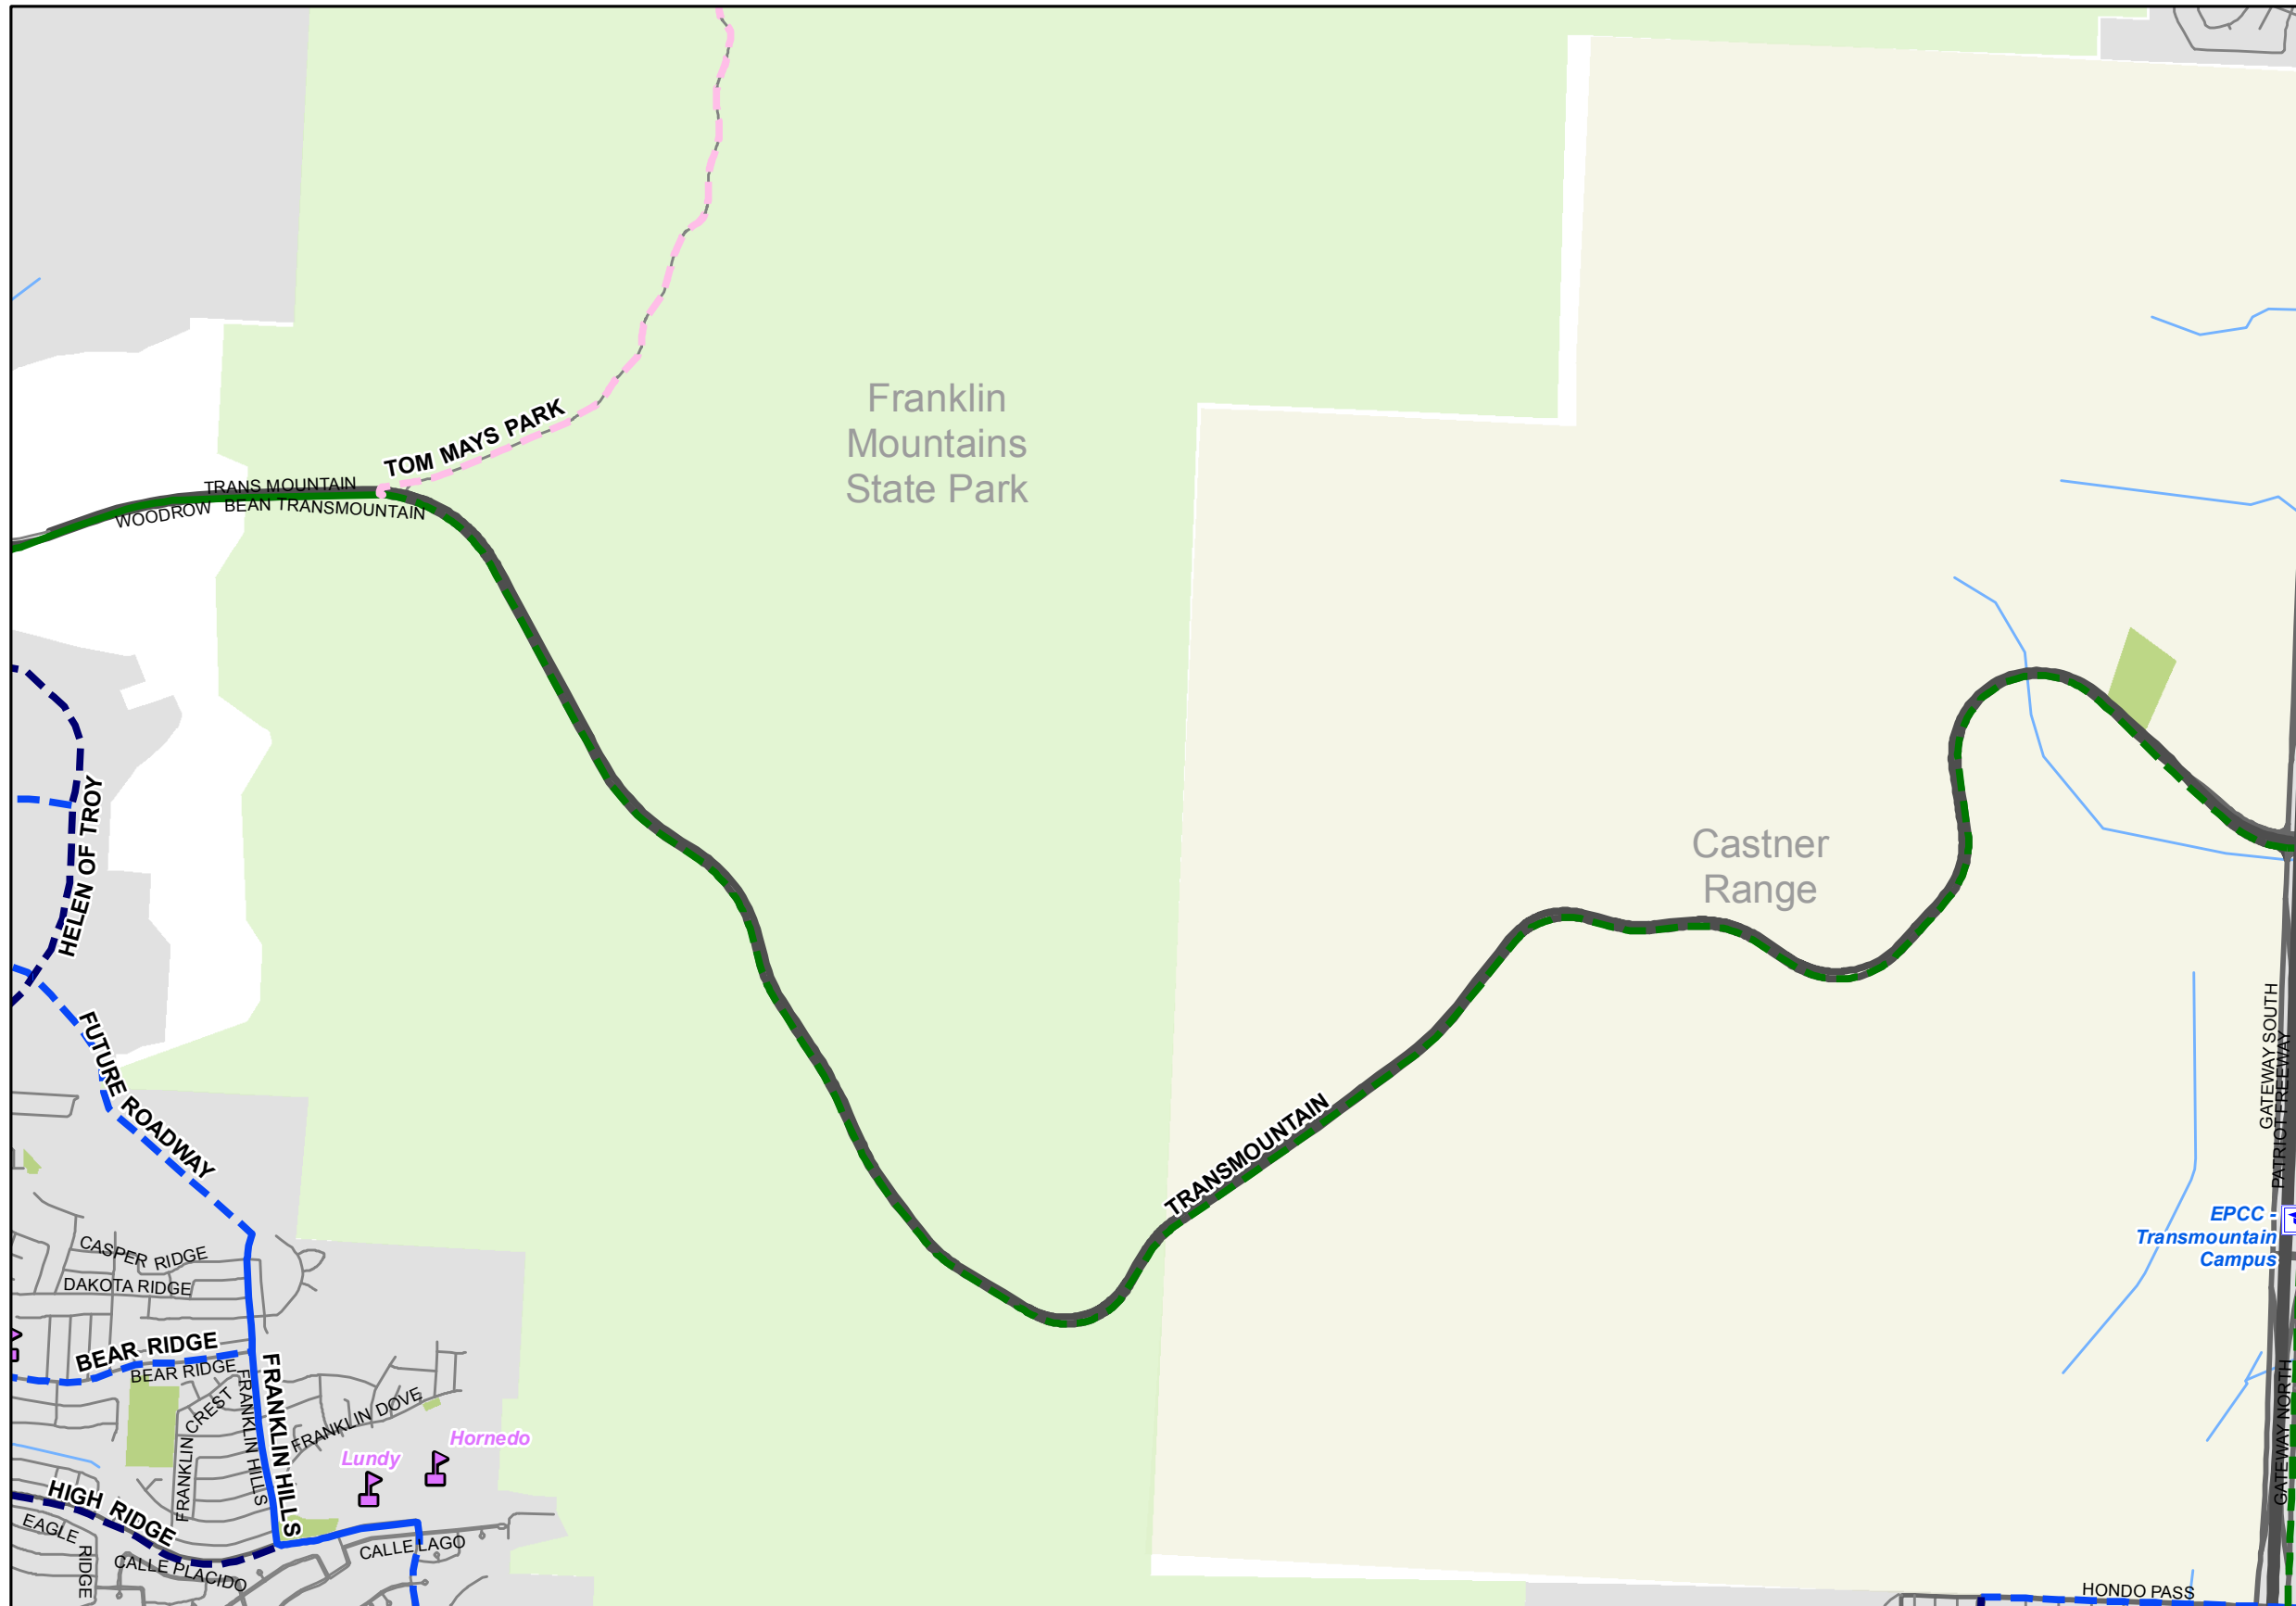 Franklin
Mountains
State Park
TOM MAYS PARK
TRANS MOUNTAIN
WOODROW BEAN TRANSMOUNTAIN
HELEN OF TROY
Castner
Range
FUTURE ROADWAY
TRANSMOUNTAIN
GATEWAY SOUTH
PATRIOT FREEWAY
EPCC -
Transmountain
Campus
CASPER RIDGE
DAKOTA RIDGE
BEAR RIDGE
BEAR RIDGE
FRANKLIN HILLS
FRANKLIN HILLS
FRANKLIN CREST
FRANKLIN DOVE
Hornedo
Lundy
GATEWAY NORTH
HIGH RIDGE
EAGLE RIDGE
CALLE PLACIDO
CALLE LAGO
HONDO PASS